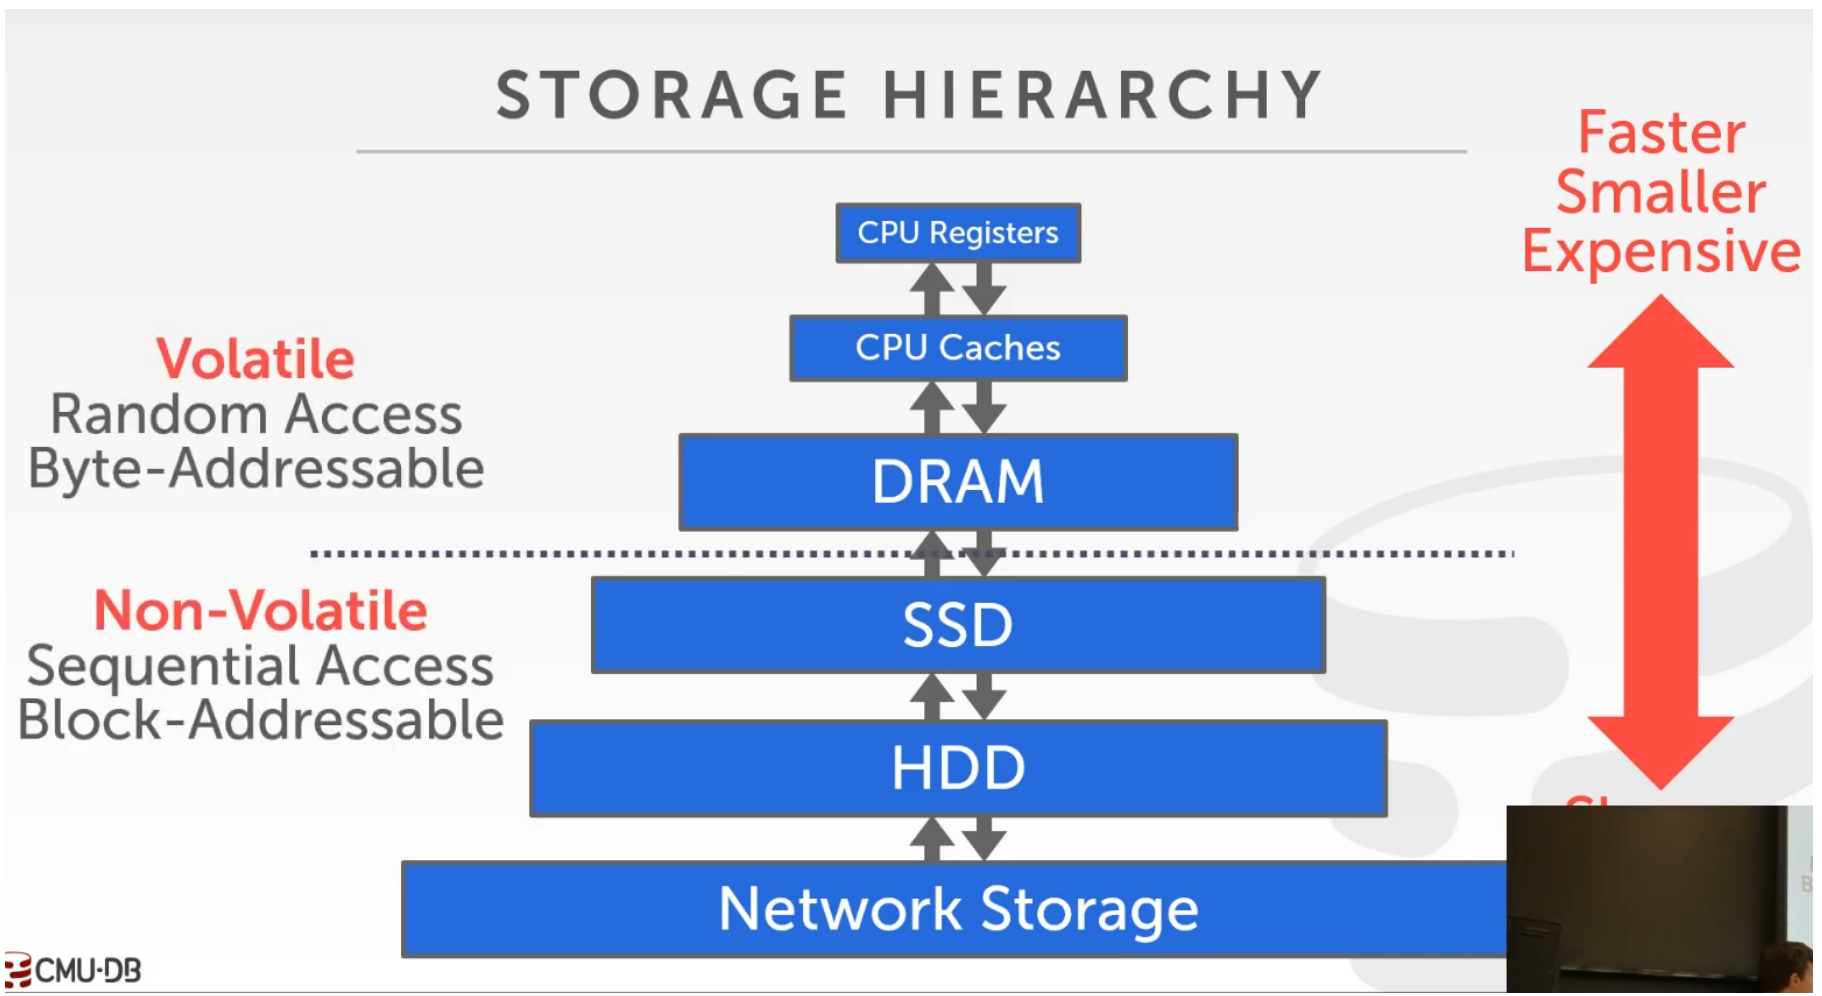 STORAGE HIERARCHY
Faster
Smaller
Expensive
CPU Registers
CPU Caches
Volatile
Random Access
Byte-Addressable
DRAM
Non-Volatile
Sequential Access
Block-Addressable
SSD
HDD
Network Storage
CMU·DB